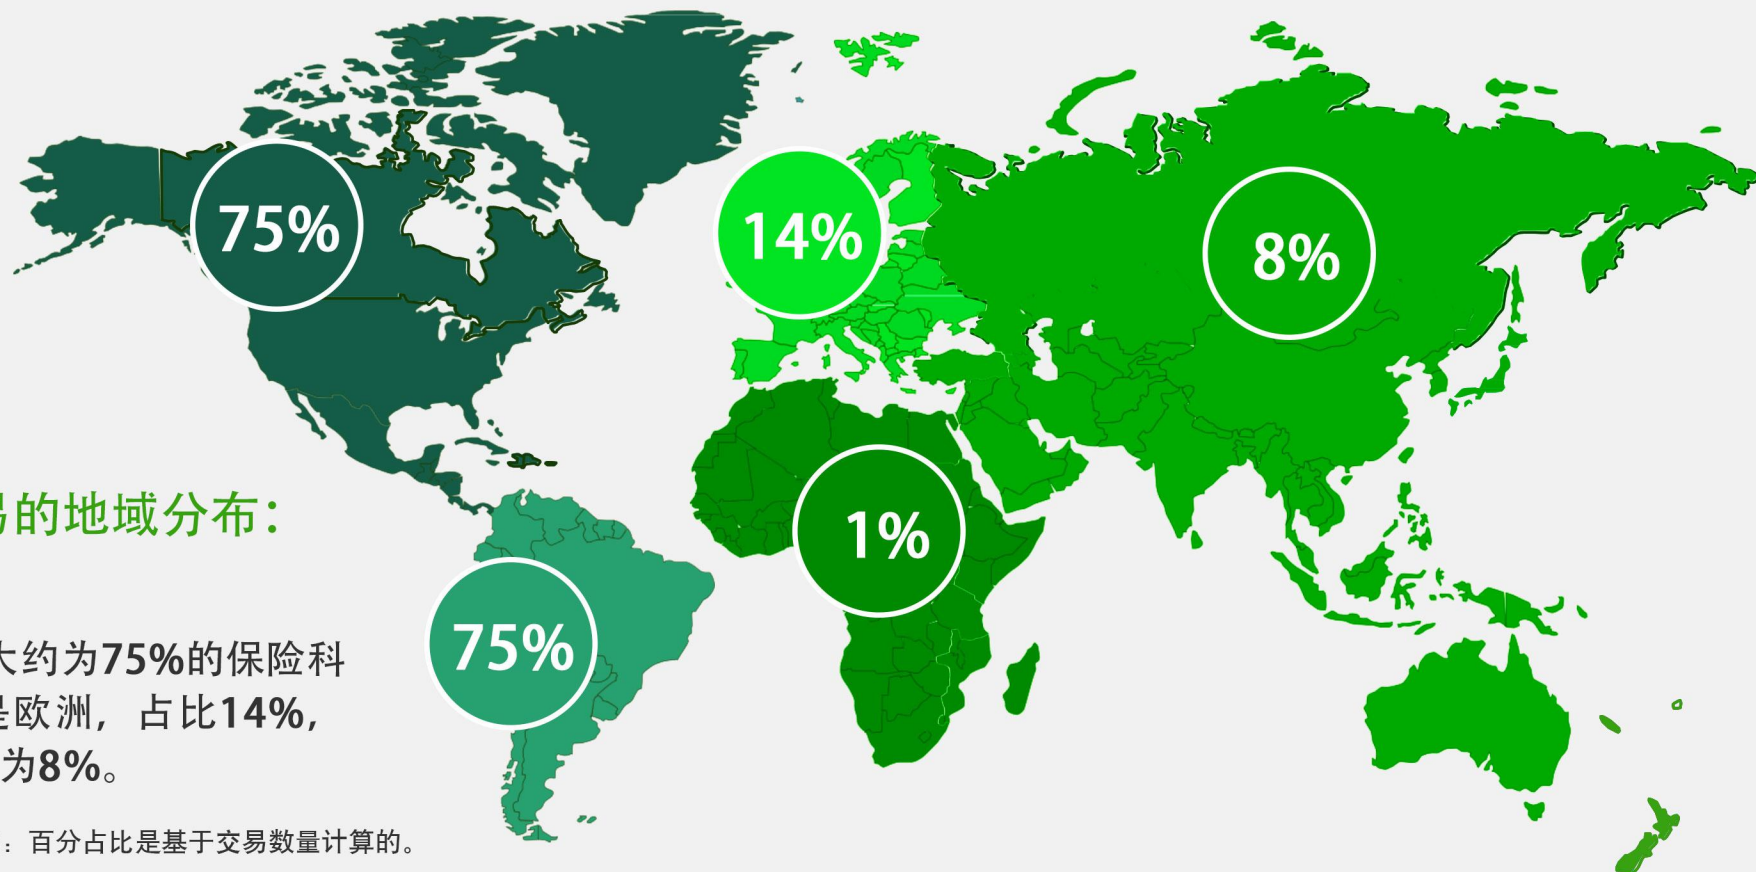 75%
14%
8%
1%
75%
易的地域分布：
大约为75%的保险科
是欧洲，占比14%，
为8%。
：百分占比是基于交易数量计算的。